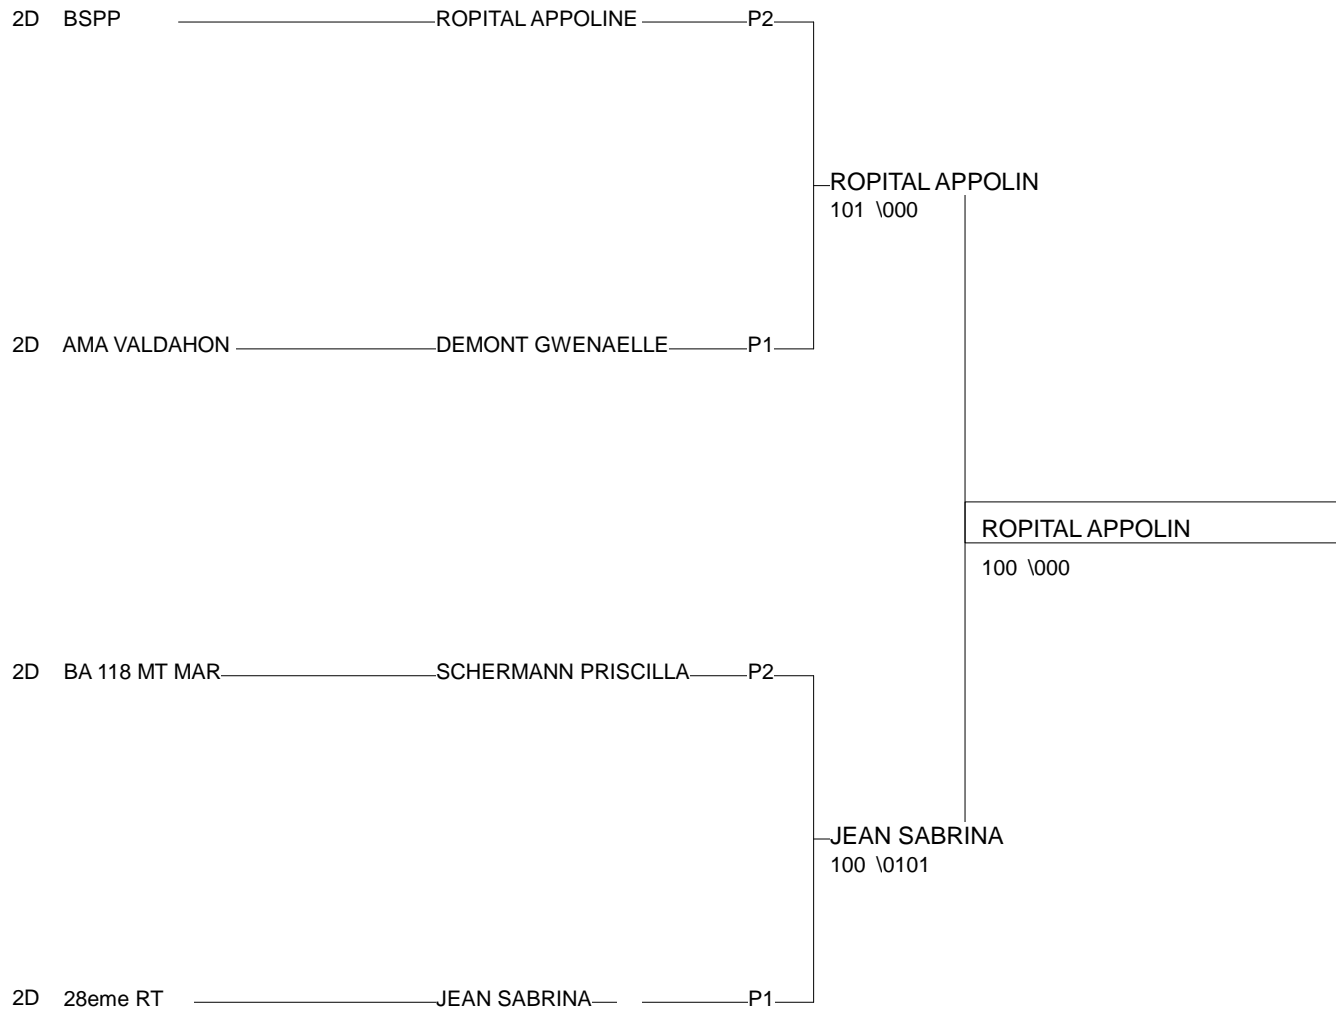 2D BSPP ROPITAL APPOLINE P2
ROPITAL APPOLIN
101 \000
2D AMA VALDAHON DEMONT GWENAELLE P1
ROPITAL APPOLIN
100 \000
2D BA 118 MT MAR SCHERMANN PRISCILLA P2
JEAN SABRINA
100 \0101
2D 28eme RT JEAN SABRINA P1